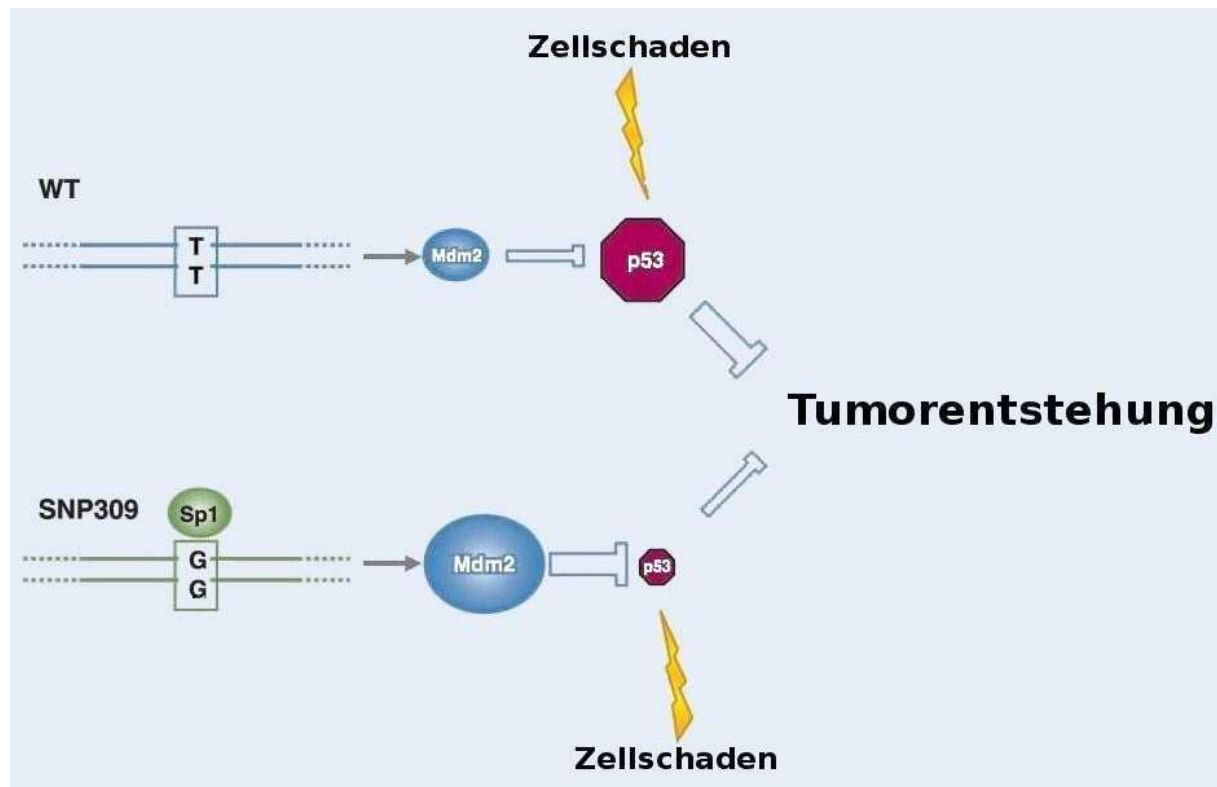 Zellschaden
WT
T
T
Mdm2
p53
Tumorentstehung
SNP309
Sp1
G
G
Mdm2
p53
Zellschaden